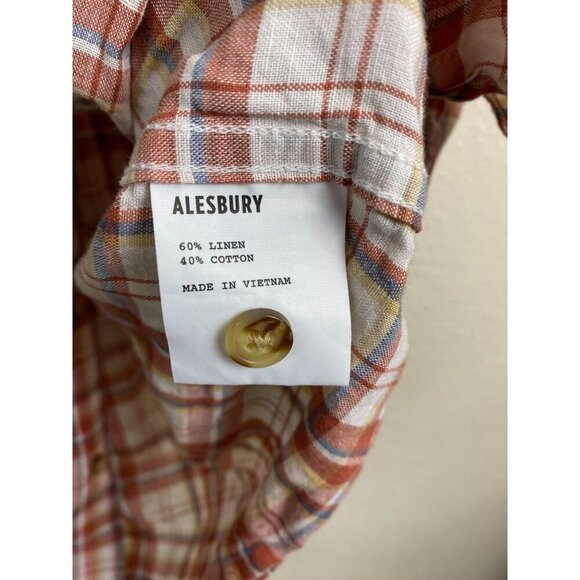 ALESBURY
60% LINEN
40% COTTON
MADE IN VIETNAM